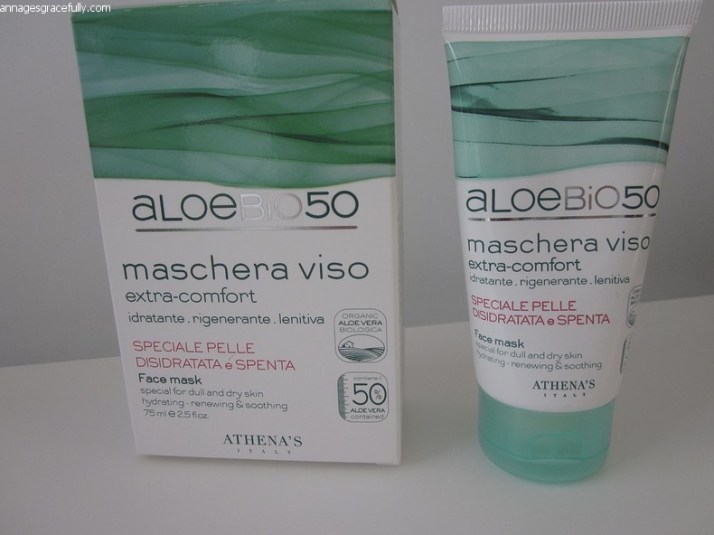 annagesgracefully.com
aLoeBiO50
maschera viso
extra-comfort
idratante . rigenerante . lenitiva
SPECIALE PELLE
DISIDRATATA é SPENTA
Face mask
special for dull and dry skin
hydrating - renewing & soothing
75 ml e 2.5 fl.oz.
ATHENA'S
ITALY
ORGANIC
ALOE VERA
BIOLOGICA
50%
ALOE VERA
contained
aLoeBiO50
maschera viso
extra-comfort
idratante . rigenerante . lenitiva
SPECIALE PELLE
DISIDRATATA e SPENTA
Face mask
special for dull and dry skin
hydrating - renewing & soothing
ATHENA'S
ITALY